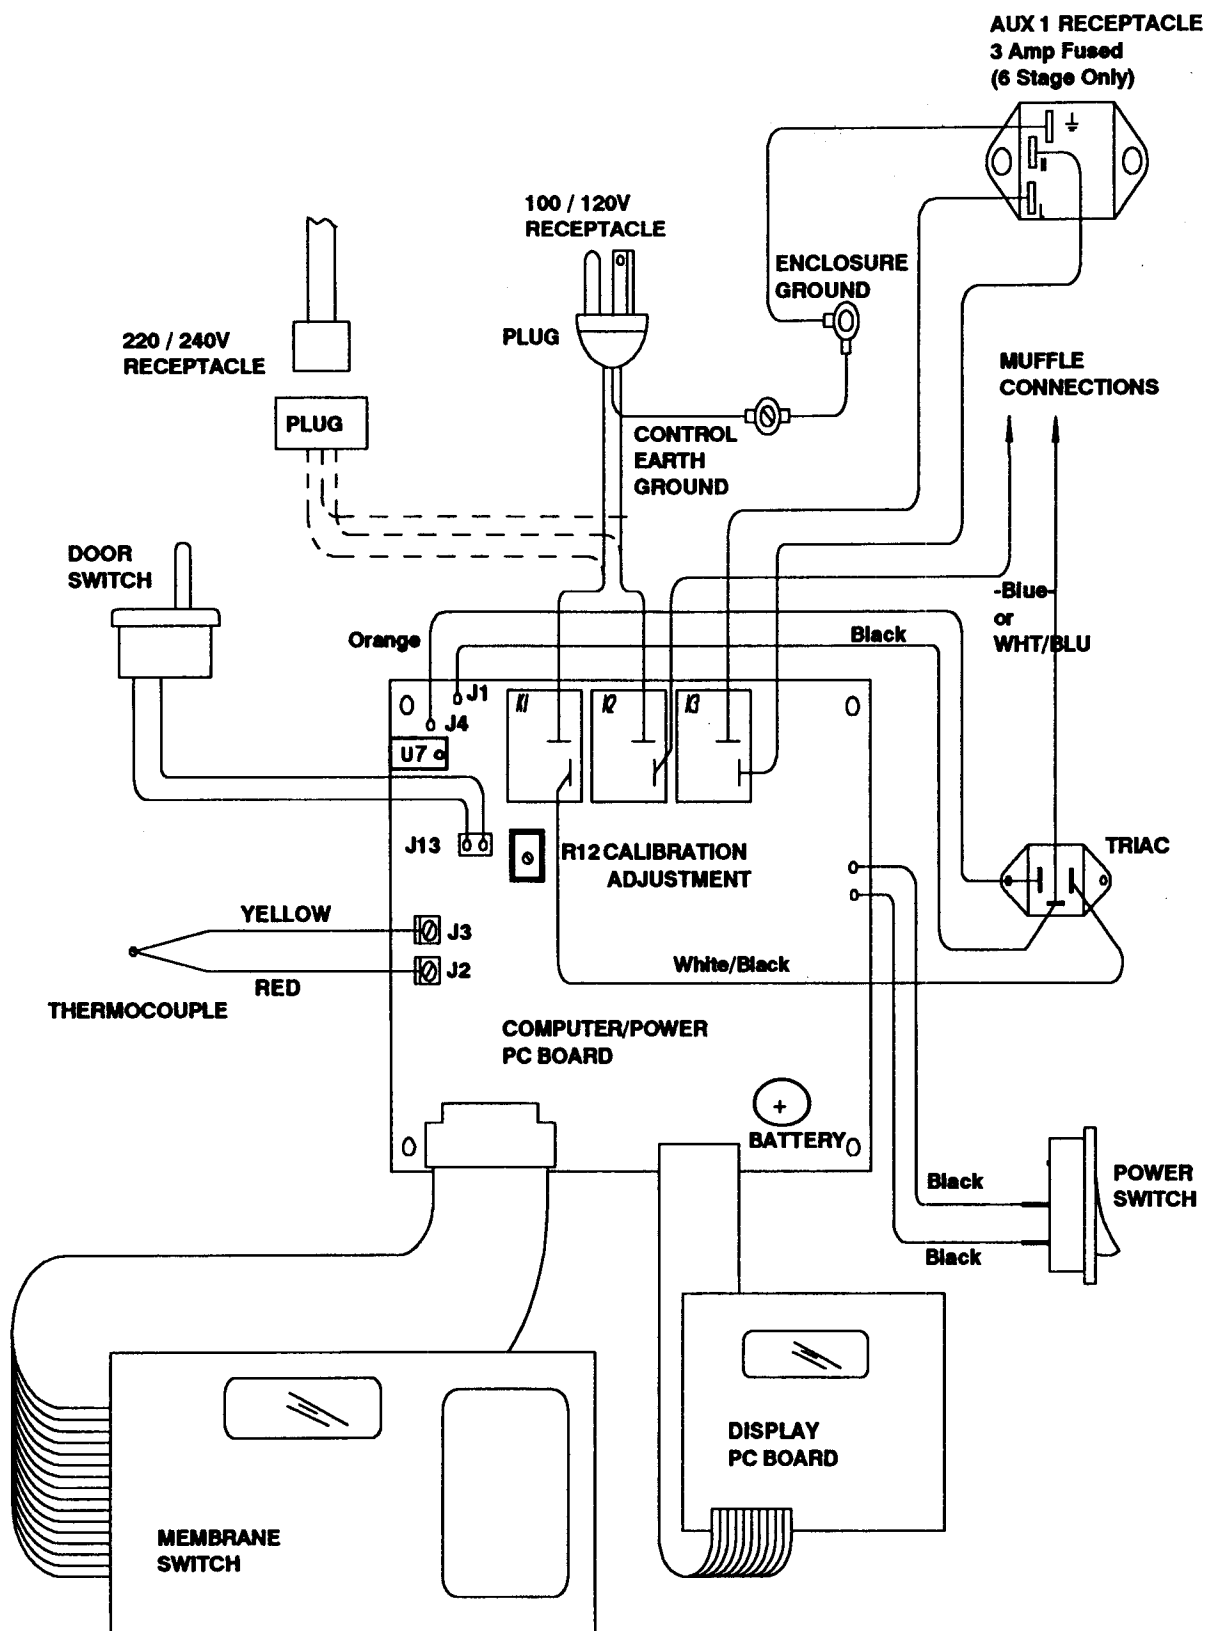 AUX 1 RECEPTACLE
3 Amp Fused
(6 Stage Only)
100 / 120V
RECEPTACLE
ENCLOSURE
GROUND
PLUG
220 / 240V
RECEPTACLE
MUFFLE
CONNECTIONS
PLUG
CONTROL
EARTH
GROUND
DOOR
SWITCH
-Blue-
or
WHT/BLU
Orange
Black
J1
K1
K2
K3
J4
U7
J13
R12 CALIBRATION
ADJUSTMENT
TRIAC
YELLOW
J3
White/Black
J2
RED
THERMOCOUPLE
COMPUTER/POWER
PC BOARD
+
BATTERY
Black
POWER
SWITCH
Black
DISPLAY
PC BOARD
MEMBRANE
SWITCH